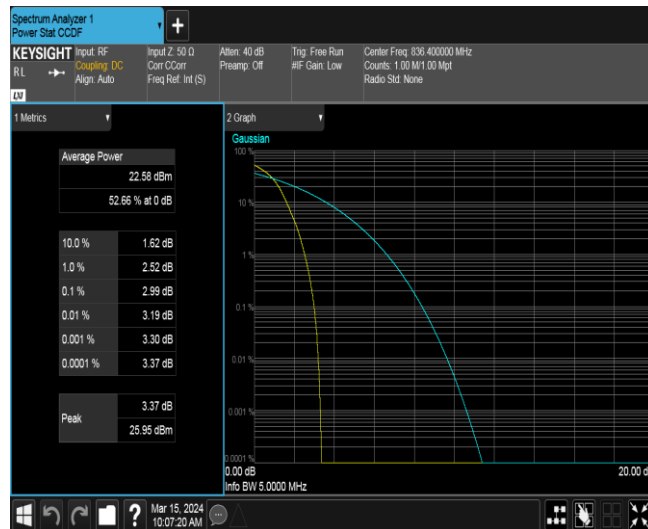 Spectrum Analyzer 1
Power Stat CCDF
+
KEYSIGHT
RL
LXI
Input: RF
Coupling: DC
Align: Auto
Input Z: 50 Ω
Corr CCorr
Freq Ref: Int (S)
Atten: 40 dB
Preamp: Off
Trig: Free Run
#IF Gain: Low
Center Freq: 836.400000 MHz
Counts: 1.00 M/1.00 Mpt
Radio Std: None
1 Metrics
Average Power
22.58 dBm
52.66 % at 0 dB
10.0 % 1.62 dB
1.0 % 2.52 dB
0.1 % 2.99 dB
0.01 % 3.19 dB
0.001 % 3.30 dB
0.0001 % 3.37 dB
Peak
3.37 dB
25.95 dBm
2 Graph
Gaussian
100 %
10 %
1 %
0.1 %
0.01 %
0.001 %
0.0001 %
0.00 dB
20.00 d
Info BW 5.0000 MHz
?
Mar 15, 2024
10:07:20 AM